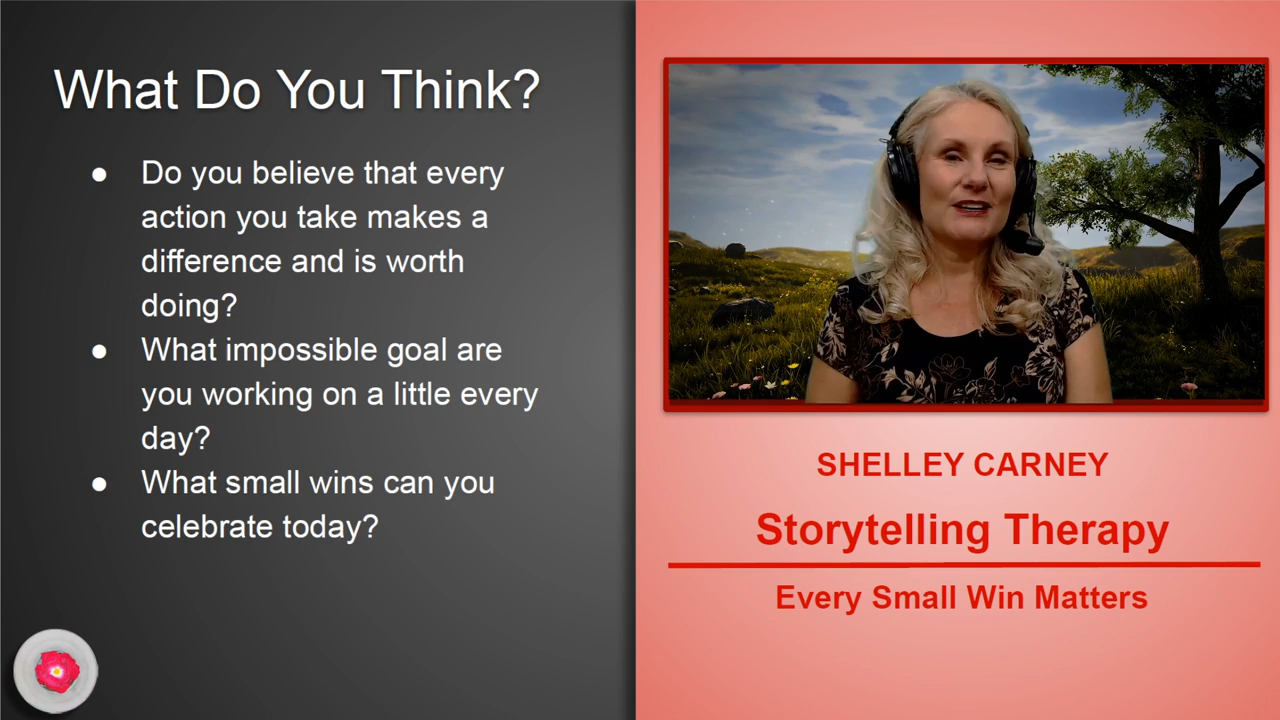 What Do You Think?
● Do you believe that every
action you take makes a
difference and is worth
doing?
● What impossible goal are
you working on a little every
day?
● What small wins can you
celebrate today?
SHELLEY CARNEY
Storytelling Therapy
Every Small Win Matters